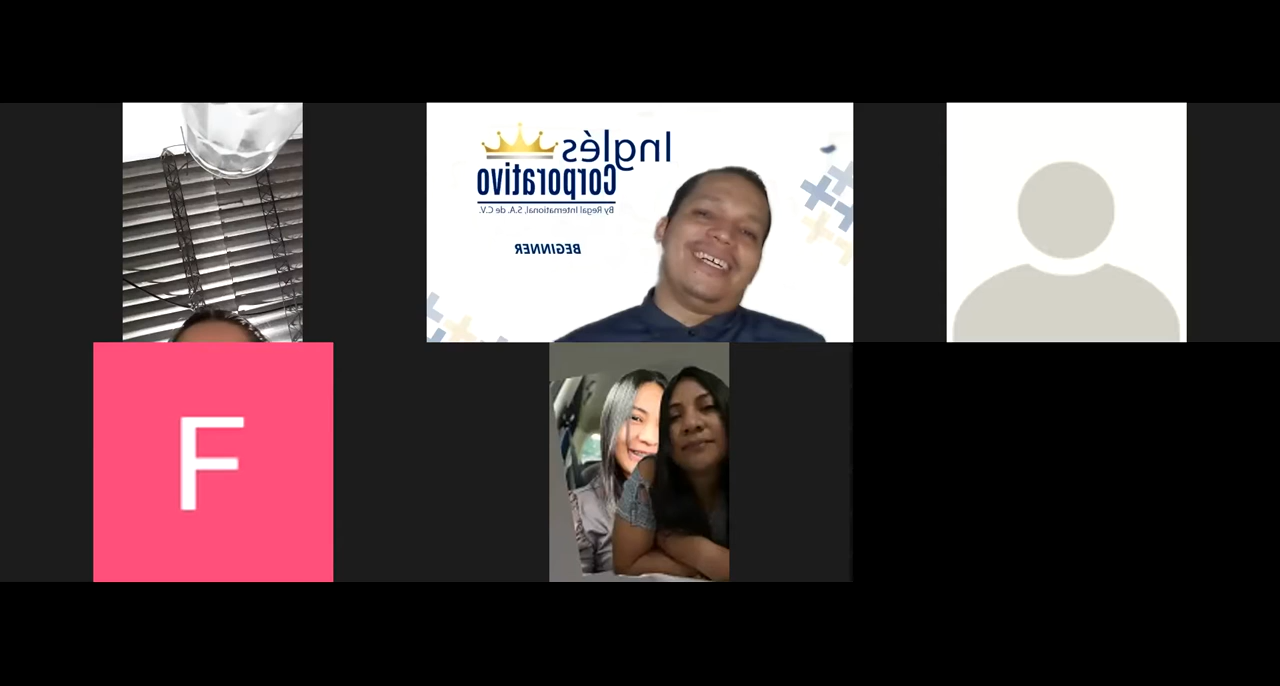 Inglés
Corporativo
By Regal International, S.A. de C.V.
BEGINNER
F